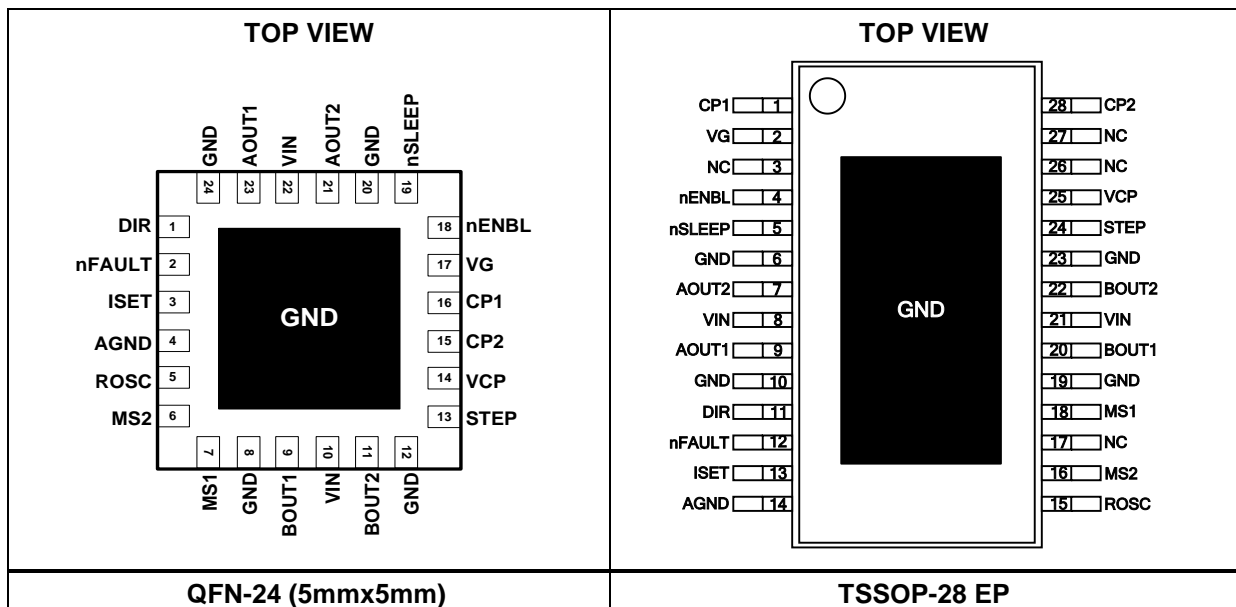 TOP VIEW
GND AOUT1 VIN AOUT2 GND nSLEEP
24 23 22 21 20 19
DIR 1 18 nENBL
nFAULT 2 17 VG
ISET 3 16 CP1
GND
AGND 4 15 CP2
ROSC 5 14 VCP
MS2 6 13 STEP
7 8 9 10 11 12
MS1 GND BOUT1 VIN BOUT2 GND
QFN-24 (5mmx5mm)
TOP VIEW
CP1 1 28 CP2
VG 2 27 NC
NC 3 26 NC
nENBL 4 25 VCP
nSLEEP 5 24 STEP
GND 6 23 GND
AOUT2 7 22 BOUT2
GND
VIN 8 21 VIN
AOUT1 9 20 BOUT1
GND 10 19 GND
DIR 11 18 MS1
nFAULT 12 17 NC
ISET 13 16 MS2
AGND 14 15 ROSC
TSSOP-28 EP